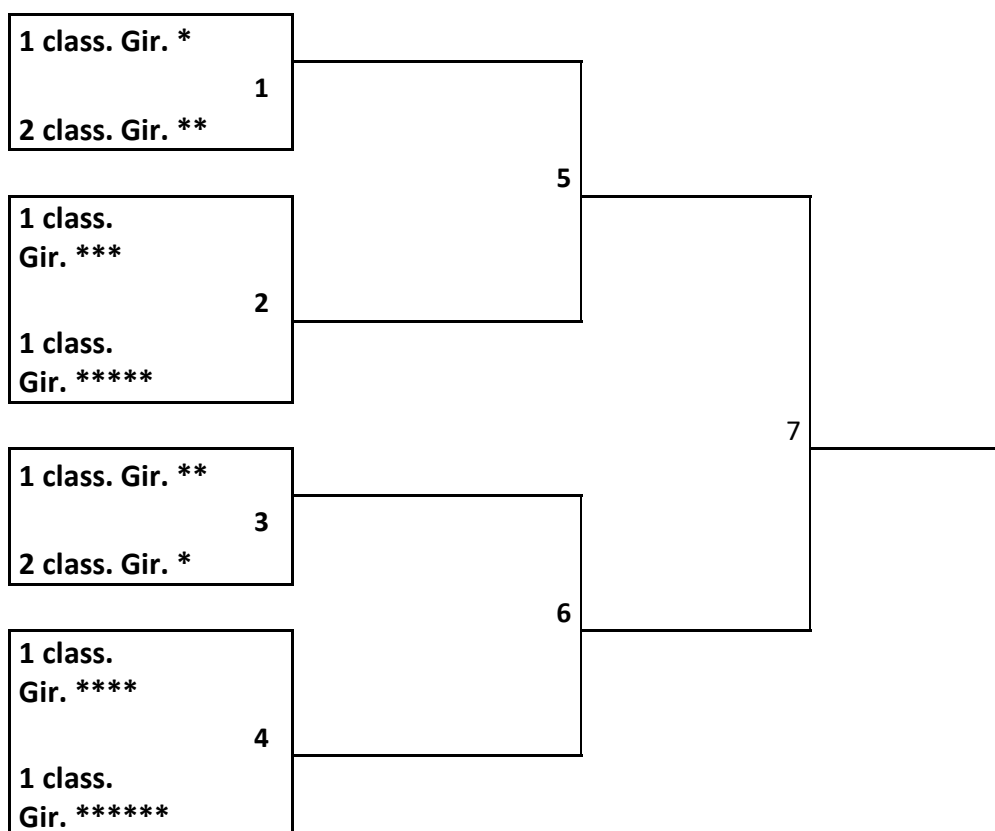 1 class. Gir. *
1
2 class. Gir. **
5
1 class.
Gir. ***
2
1 class.
Gir. *****
7
1 class. Gir. **
3
2 class. Gir. *
6
1 class.
Gir. ****
4
1 class.
Gir. ******